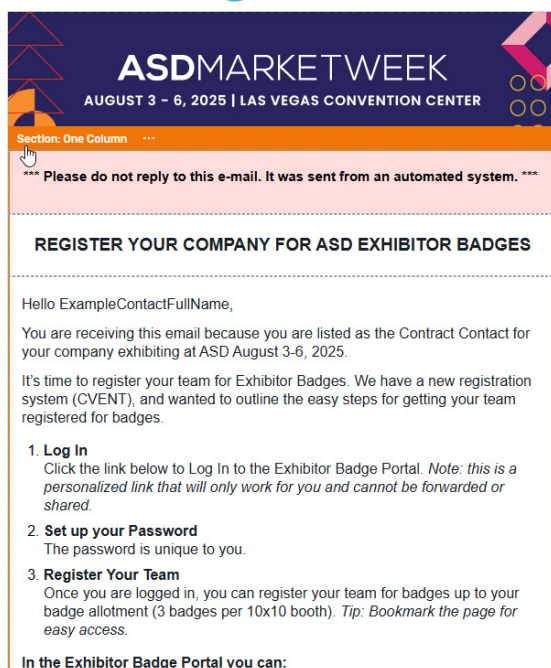 ASDMARKETWEEK
AUGUST 3 - 6, 2025 | LAS VEGAS CONVENTION CENTER
Section: One Column ···
*** Please do not reply to this e-mail. It was sent from an automated system. ***
REGISTER YOUR COMPANY FOR ASD EXHIBITOR BADGES
Hello ExampleContactFullName,
You are receiving this email because you are listed as the Contract Contact for
your company exhibiting at ASD August 3-6, 2025.
It's time to register your team for Exhibitor Badges. We have a new registration
system (CVENT), and wanted to outline the easy steps for getting your team
registered for badges.
1. Log In
Click the link below to Log In to the Exhibitor Badge Portal. Note: this is a
personalized link that will only work for you and cannot be forwarded or
shared.
2. Set up your Password
The password is unique to you.
3. Register Your Team
Once you are logged in, you can register your team for badges up to your
badge allotment (3 badges per 10x10 booth). Tip: Bookmark the page for
easy access.
In the Exhibitor Badge Portal you can: